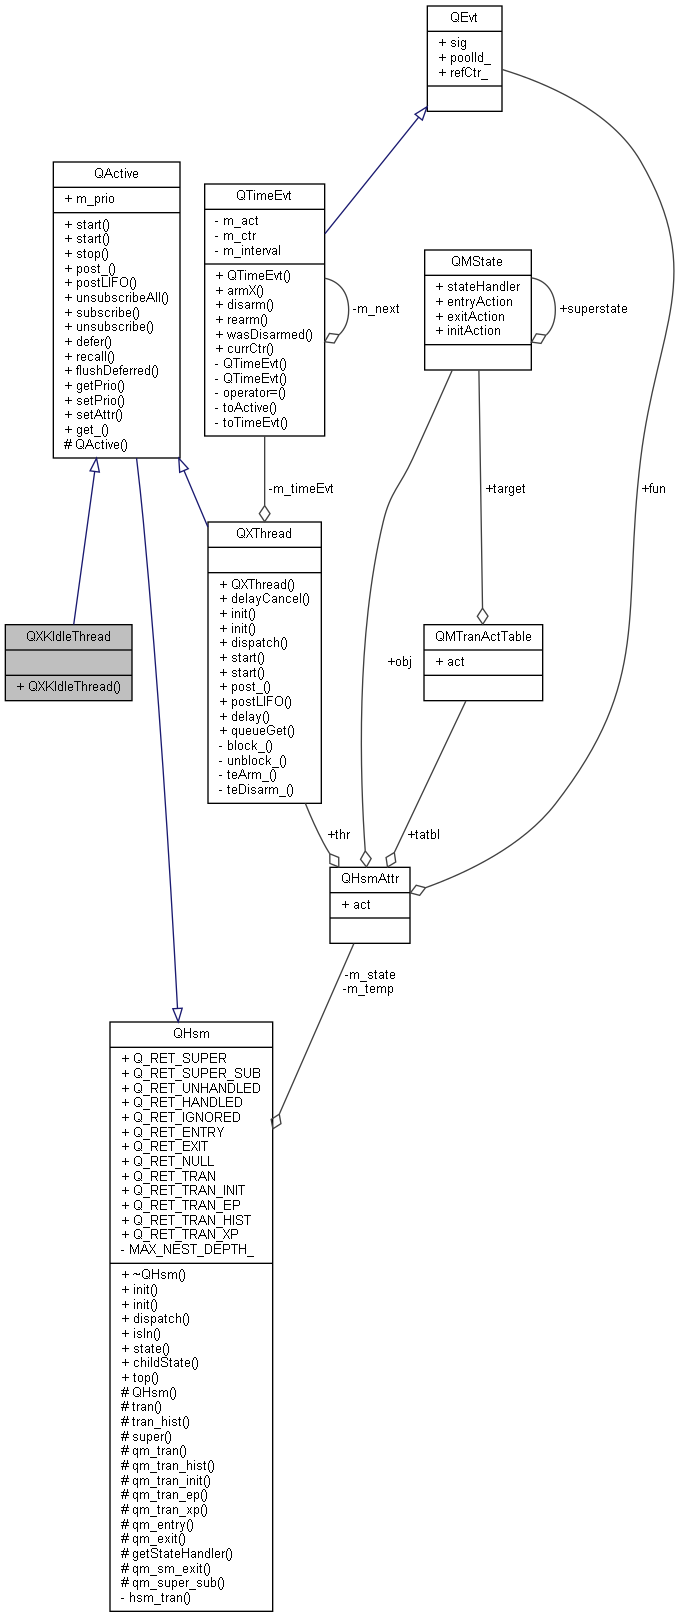 QEvt
+ sig
+ poolId_
+ refCtr_
QActive
+ m_prio
+ start()
+ start()
+ stop()
+ post_()
+ postLIFO()
+ unsubscribeAll()
+ subscribe()
+ unsubscribe()
+ defer()
+ recall()
+ flushDeferred()
+ getPrio()
+ setPrio()
+ setAttr()
+ get_()
# QActive()
QTimeEvt
- m_act
- m_ctr
- m_interval
+ QTimeEvt()
+ armX()
+ disarm()
+ rearm()
+ wasDisarmed()
+ currCtr()
- QTimeEvt()
- QTimeEvt()
- operator=()
- toActive()
- toTimeEvt()
-m_next
QMState
+ stateHandler
+ entryAction
+ exitAction
+ initAction
+superstate
-m_timeEvt
+target
+fun
QXThread
+ QXThread()
+ delayCancel()
+ init()
+ init()
+ dispatch()
+ start()
+ start()
+ post_()
+ postLIFO()
+ delay()
+ queueGet()
- block_()
- unblock_()
- teArm_()
- teDisarm_()
QXKIdleThread
+ QXKIdleThread()
QMTranActTable
+ act
+obj
+thr
+tatbl
QHsmAttr
+ act
-m_state
-m_temp
QHsm
+ Q_RET_SUPER
+ Q_RET_SUPER_SUB
+ Q_RET_UNHANDLED
+ Q_RET_HANDLED
+ Q_RET_IGNORED
+ Q_RET_ENTRY
+ Q_RET_EXIT
+ Q_RET_NULL
+ Q_RET_TRAN
+ Q_RET_TRAN_INIT
+ Q_RET_TRAN_EP
+ Q_RET_TRAN_HIST
+ Q_RET_TRAN_XP
- MAX_NEST_DEPTH_
+ ~QHsm()
+ init()
+ init()
+ dispatch()
+ isIn()
+ state()
+ childState()
+ top()
# QHsm()
# tran()
# tran_hist()
# super()
# qm_tran()
# qm_tran_hist()
# qm_tran_init()
# qm_tran_ep()
# qm_tran_xp()
# qm_entry()
# qm_exit()
# getStateHandler()
# qm_sm_exit()
# qm_super_sub()
- hsm_tran()